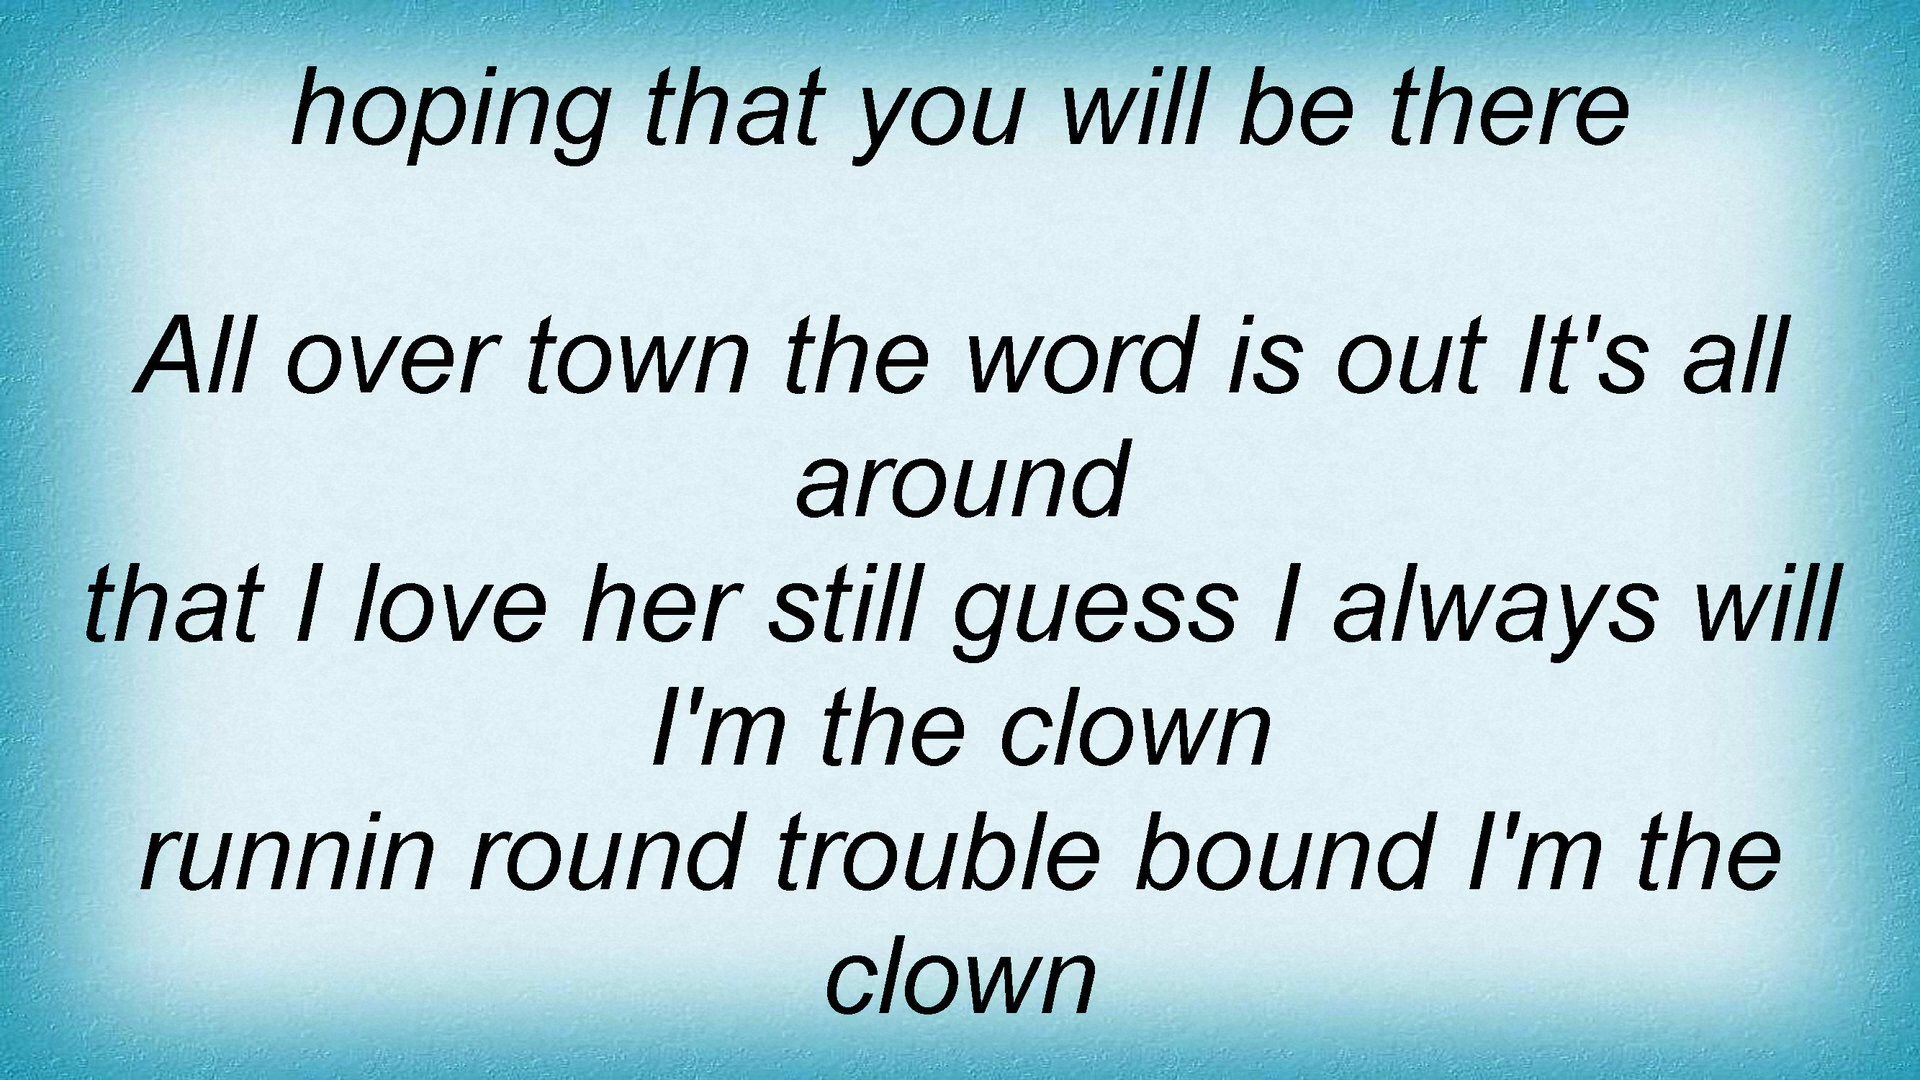 hoping that you will be there
All over town the word is out It's all
around
that I love her still guess I always will
I'm the clown
runnin round trouble bound I'm the
clown